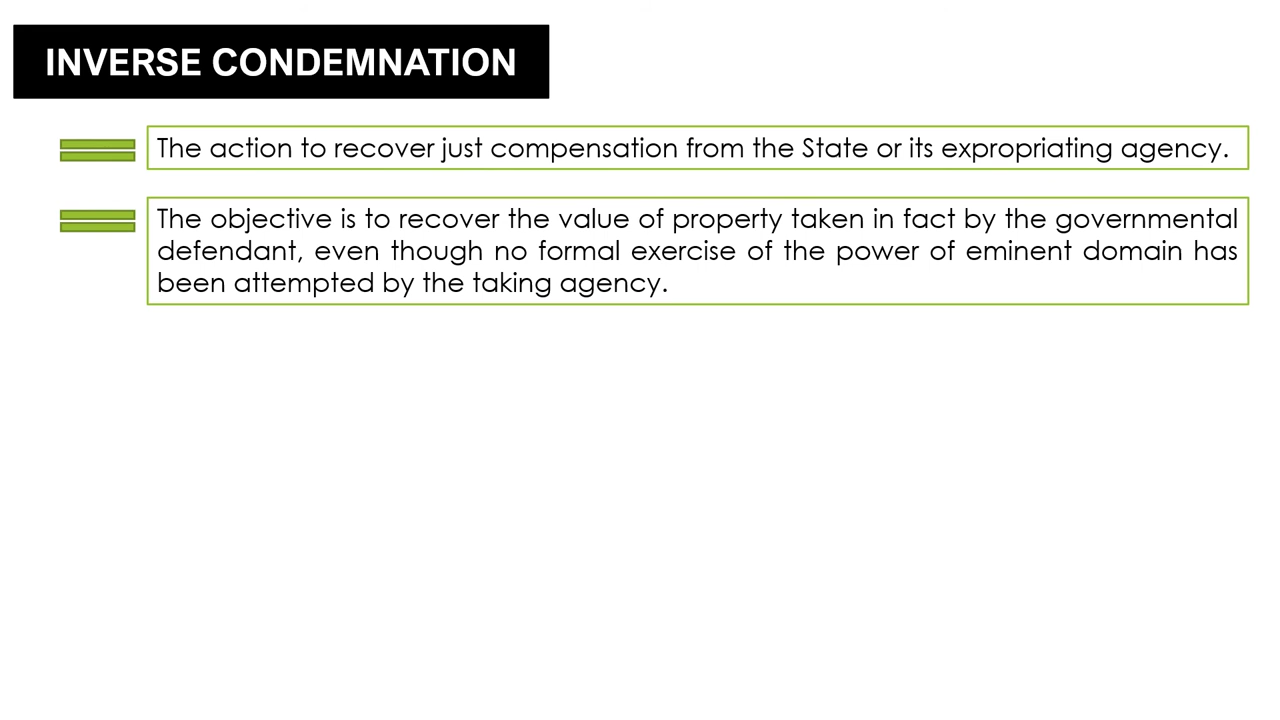 INVERSE CONDEMNATION
The action to recover just compensation from the State or its expropriating agency.
The objective is to recover the value of property taken in fact by the governmental
defendant, even though no formal exercise of the power of eminent domain has
been attempted by the taking agency.